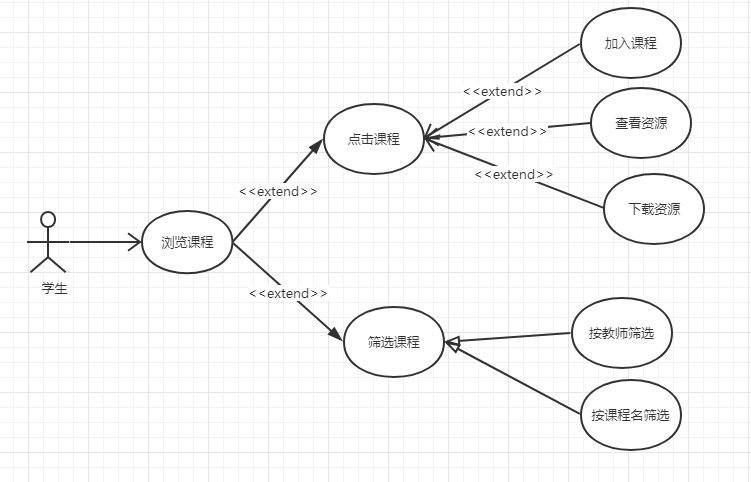 加入课程
<<extend>>
查看资源
点击课程
<<extend>>
<<extend>>
<<extend>>
下载资源
浏览课程
学生
<<extend>>
按教师筛选
筛选课程
按课程名筛选